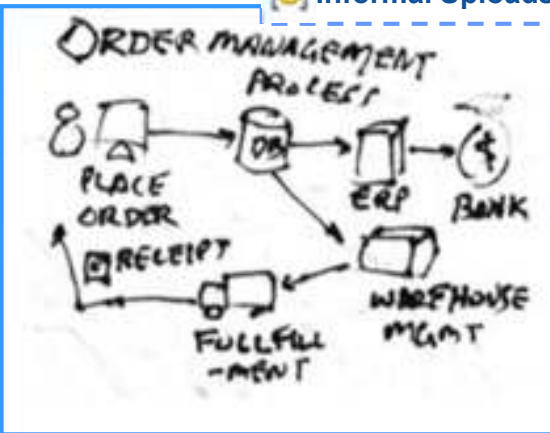 Informal Uploade
ORDER MANAGEMENT
PROCESS
DB
$
PLACE
ORDER
ERP
BANK
RECEIPT
WAREHOUSE
MGMT
FULLFILL
-MENT